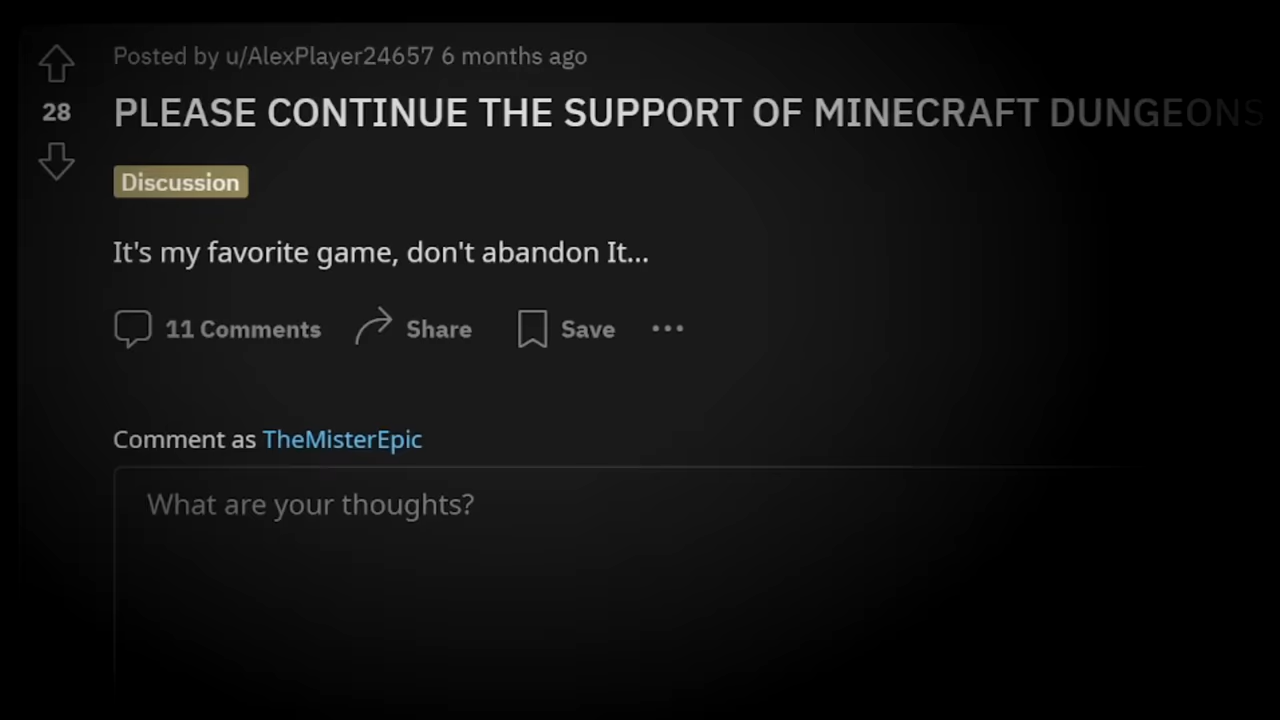 Posted by u/AlexPlayer24657 6 months ago
28
PLEASE CONTINUE THE SUPPORT OF MINECRAFT DUNGEONS
Discussion
It's my favorite game, don't abandon It...
11 Comments Share Save
Comment as TheMisterEpic
What are your thoughts?